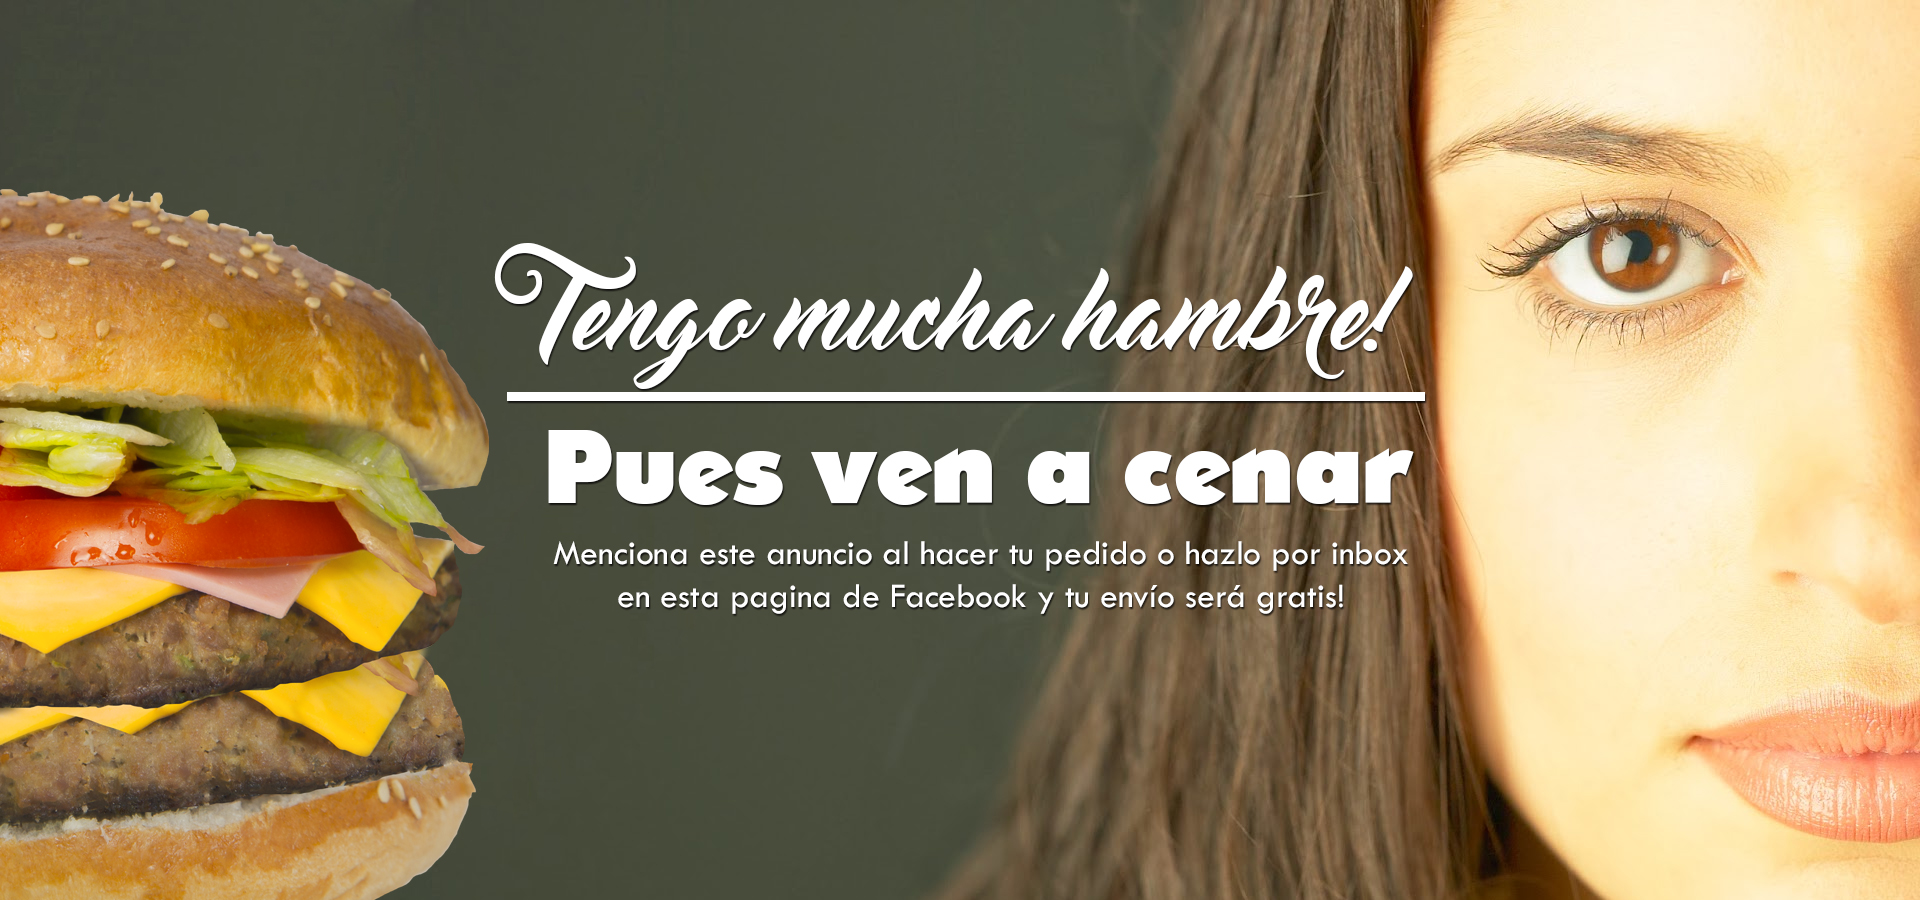 Tengo mucha hambre!
Pues ven a cenar
Menciona este anuncio al hacer tu pedido o hazlo por inbox
en esta pagina de Facebook y tu envío será gratis!